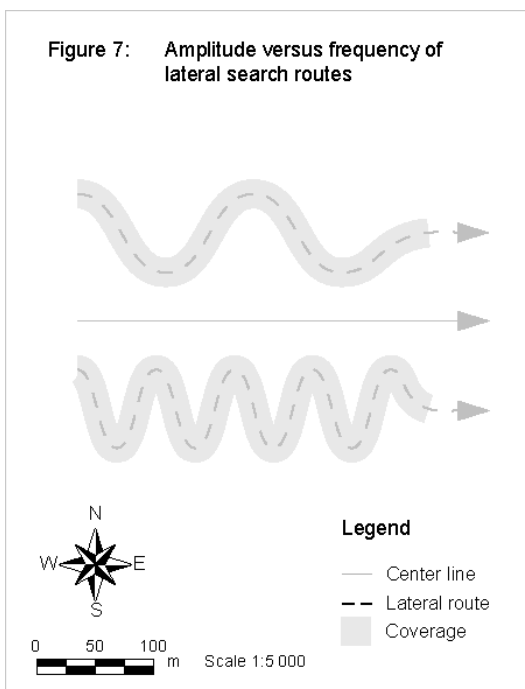 Figure 7: Amplitude versus frequency of
lateral search routes
N
W E
S
0 50 100
m Scale 1:5 000
Legend
Center line
Lateral route
Coverage